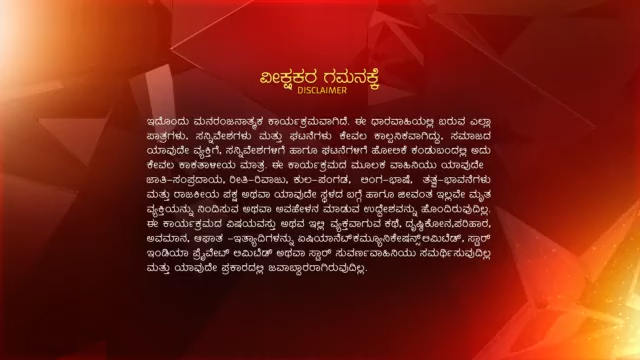 ವೀಕ್ಷಕರ ಗಮನಕ್ಕೆ
DISCLAIMER
ಇದೊಂದು ಮನರಂಜನಾತ್ಮಕ ಕಾರ್ಯಕ್ರಮವಾಗಿದೆ. ಈ ಧಾರವಾಹಿಯಲ್ಲಿ ಬರುವ ಎಲ್ಲಾ
ಪಾತ್ರಗಳು, ಸನ್ನಿವೇಶಗಳು ಮತ್ತು ಘಟನೆಗಳು ಕೇವಲ ಕಾಲ್ಪನಿಕವಾಗಿದ್ದು, ಸಮಾಜದ
ಯಾವುದೇ ವ್ಯಕ್ತಿಗೆ, ಸನ್ನಿವೇಶಗಳಿಗೆ ಹಾಗೂ ಘಟನೆಗಳಿಗೆ ಹೋಲಿಕೆ ಕಂಡುಬಂದಲ್ಲಿ ಅದು
ಕೇವಲ ಕಾಕತಾಳೀಯ ಮಾತ್ರ. ಈ ಕಾರ್ಯಕ್ರಮದ ಮೂಲಕ ವಾಹಿನಿಯು ಯಾವುದೇ
ಜಾತಿ-ಸಂಪ್ರದಾಯ, ರೀತಿ-ರಿವಾಜು, ಕುಲ-ಪಂಗಡ, ಲಿಂಗ-ಭಾಷೆ, ತತ್ವ-ಭಾವನೆಗಳು
ಮತ್ತು ರಾಜಕೀಯ ಪಕ್ಷ ಅಥವಾ ಯಾವುದೇ ಸ್ಥಳದ ಬಗ್ಗೆ ಹಾಗೂ ಜೀವಂತ ಇಲ್ಲವೇ ಮೃತ
ವ್ಯಕ್ತಿಯನ್ನು ನಿಂದಿಸುವ ಅಥವಾ ಅವಹೇಳನ ಮಾಡುವ ಉದ್ದೇಶವನ್ನು ಹೊಂದಿರುವುದಿಲ್ಲ.
ಈ ಕಾರ್ಯಕ್ರಮದ ವಿಷಯವಸ್ತು ಅಥವ ಇಲ್ಲಿ ವ್ಯಕ್ತವಾಗುವ ಕಥೆ, ದೃಷ್ಟಿಕೋನ,ಪರಿಹಾರ,
ಅವಮಾನ, ಆಘಾತ -ಇತ್ಯಾದಿಗಳನ್ನು ಏಷಿಯಾನೆಟ್ ಕಮ್ಯೂನಿಕೇಷನ್ಸ್ ಲಿಮಿಟೆಡ್, ಸ್ಟಾರ್
ಇಂಡಿಯಾ ಪ್ರೈವೇಟ್ ಲಿಮಿಟೆಡ್ ಅಥವಾ ಸ್ಟಾರ್ ಸುವರ್ಣವಾಹಿನಿಯು ಸಮರ್ಥಿಸುವುದಿಲ್ಲ
ಮತ್ತು ಯಾವುದೇ ಪ್ರಕಾರದಲ್ಲಿ ಜವಾಬ್ದಾರರಾಗಿರುವುದಿಲ್ಲ.